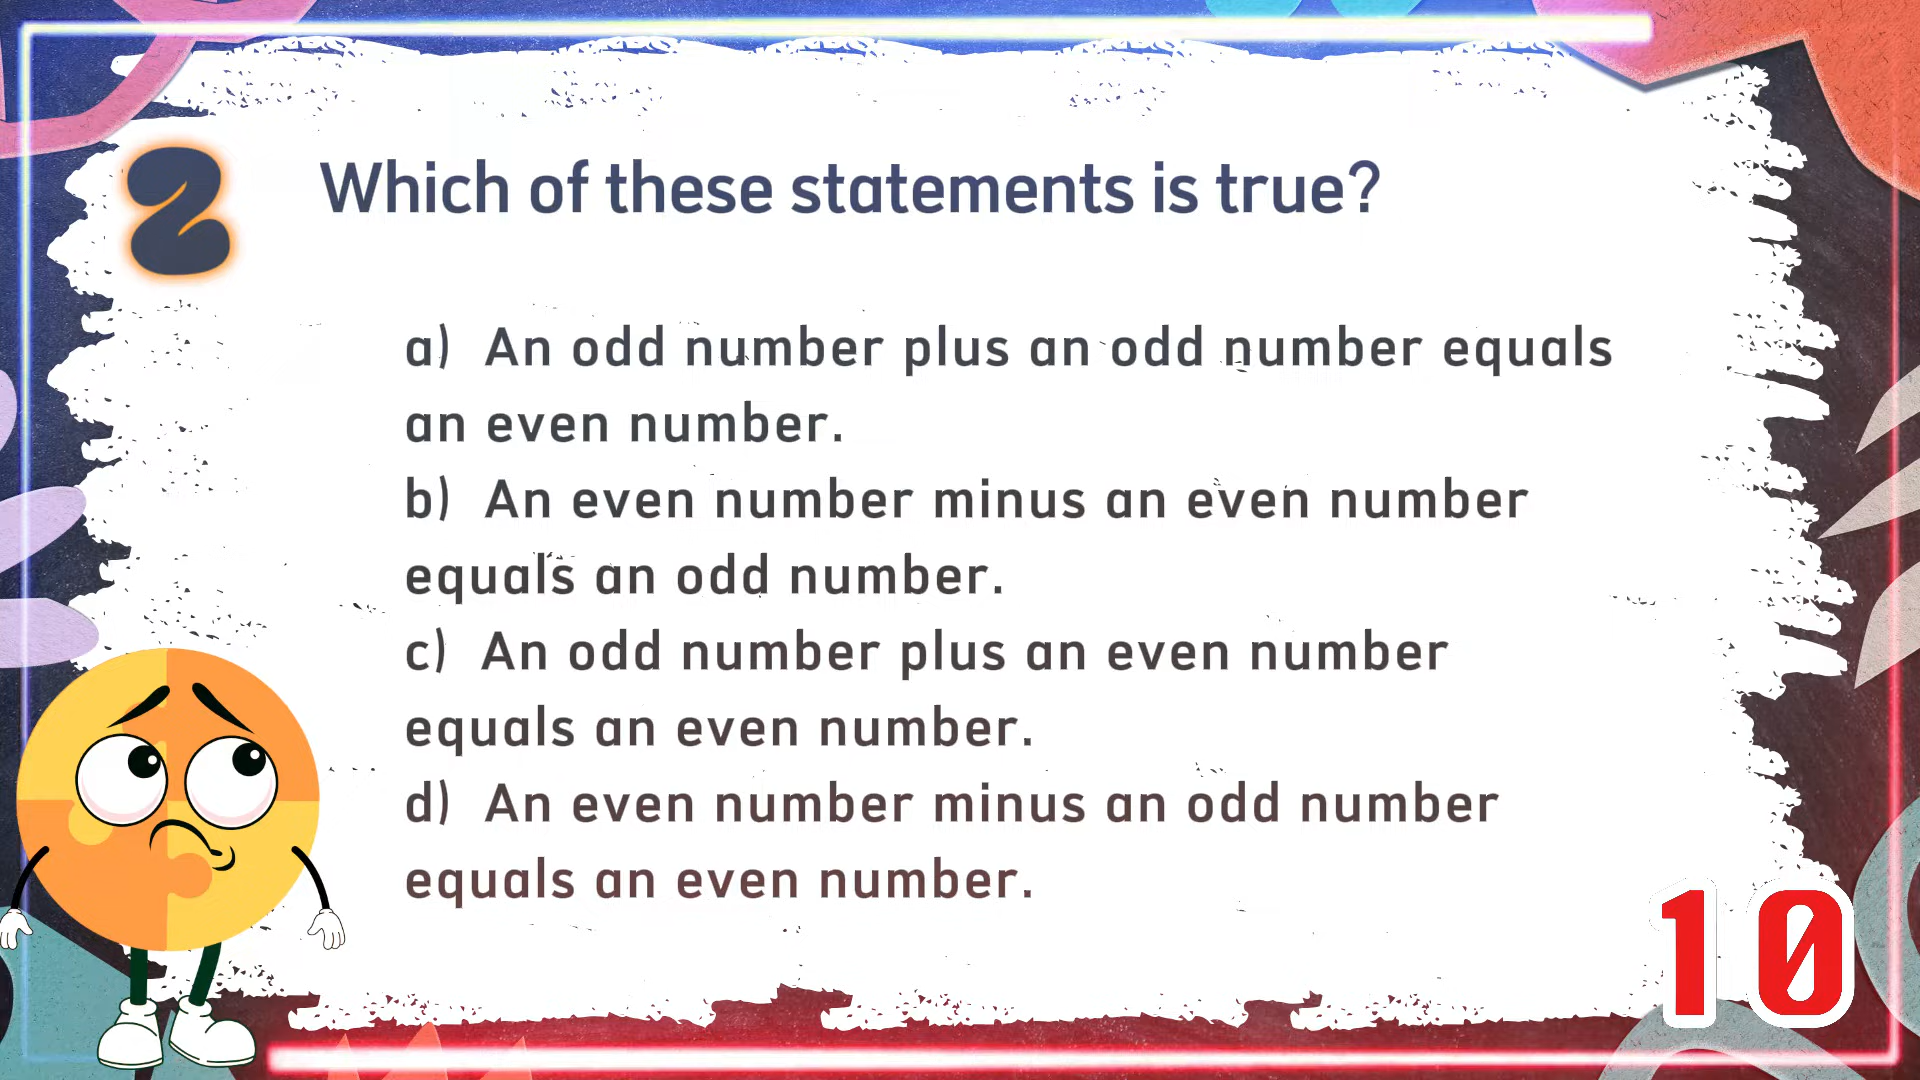 2
Which of these statements is true?
a) An odd number plus an odd number equals
an even number.
b) An even number minus an even number
equals an odd number.
c) An odd number plus an even number
equals an even number.
d) An even number minus an odd number
equals an even number.
10